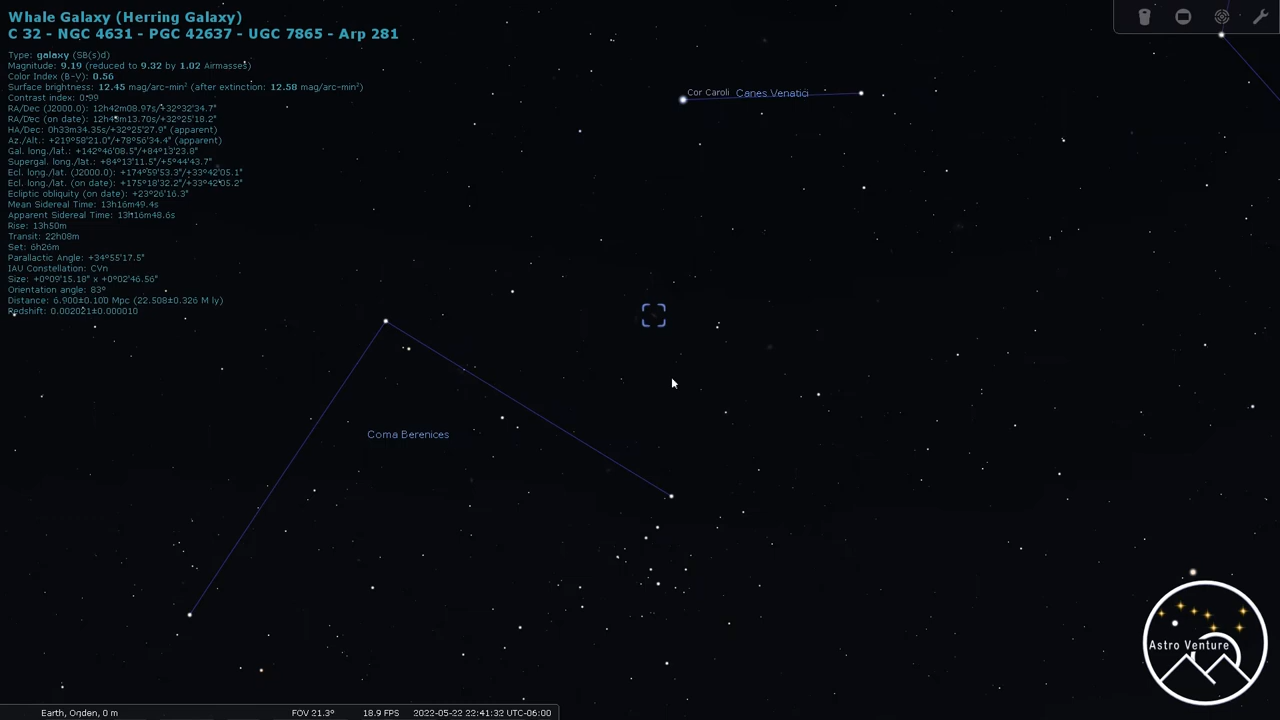 Whale Galaxy (Herring Galaxy)
C 32 - NGC 4631 - PGC 42637 - UGC 7865 - Arp 281
Type: galaxy (SB(s)d)
Magnitude: 9.19 (reduced to 9.32 by 1.02 Airmasses)
Color Index (B-V): 0.56
Surface brightness: 12.45 mag/arc-min² (after extinction: 12.58 mag/arc-min²)
Contrast index: 0.99
RA/Dec (J2000.0): 12h42m08.97s/+32°32'34.7"
RA/Dec (on date): 12h43m13.70s/+32°25'18.2"
HA/Dec: 0h33m34.35s/+32°25'27.9" (apparent)
Az./Alt.: +219°58'21.0"/+78°56'34.4" (apparent)
Gal. long./lat.: +142°46'08.5"/+84°13'23.8"
Supergal. long./lat.: +84°13'11.5"/+5°44'43.7"
Ecl. long./lat. (J2000.0): +174°59'53.3"/+33°42'05.1"
Ecl. long./lat. (on date): +175°18'32.2"/+33°42'05.2"
Ecliptic obliquity (on date): +23°26'16.3"
Mean Sidereal Time: 13h16m49.4s
Apparent Sidereal Time: 13h16m48.6s
Rise: 13h50m
Transit: 22h08m
Set: 6h26m
Parallactic Angle: +34°55'17.5"
IAU Constellation: CVn
Size: +0°09'15.18" x +0°02'46.56"
Orientation angle: 83°
Distance: 6.900±0.100 Mpc (22.508±0.326 M ly)
Redshift: 0.002021±0.000010
Cor Caroli
Canes Venatici
Coma Berenices
Astro Venture
Earth, Ogden, 0 m
FOV 21.3°
18.9 FPS
2022-05-22 22:41:32 UTC-06:00